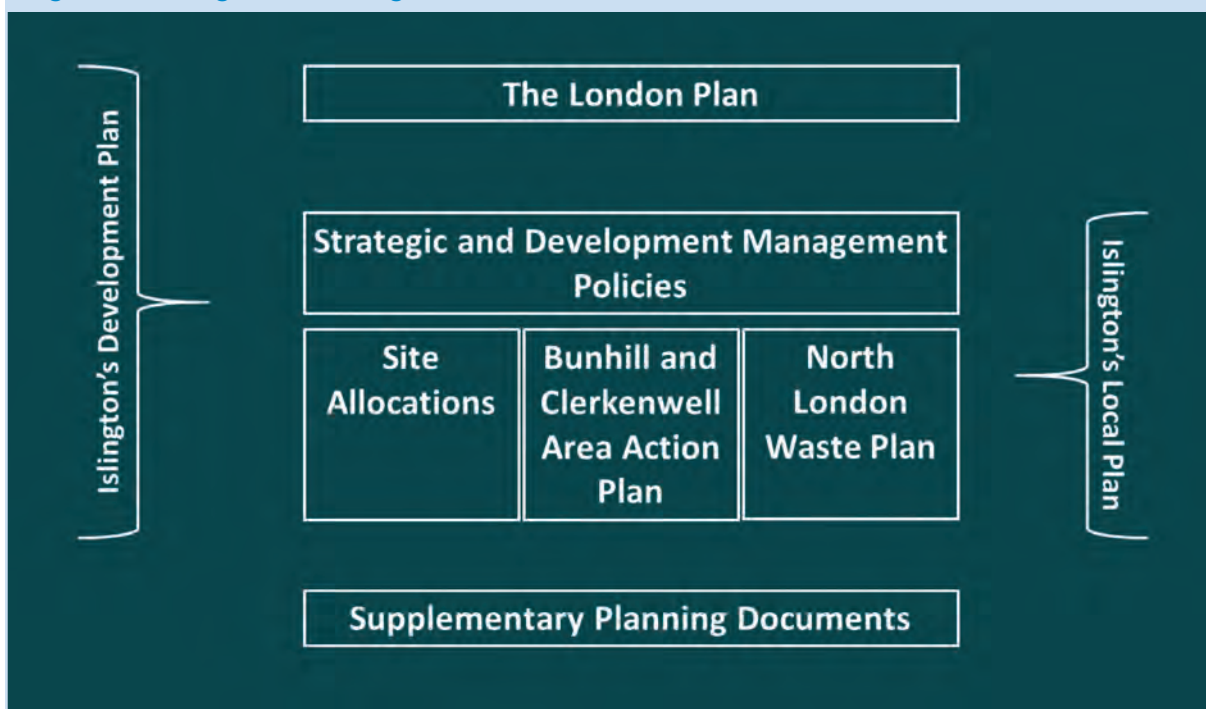 Islington's Development Plan
The London Plan
Strategic and Development Management
Policies
Site
Allocations
Bunhill and
Clerkenwell
Area Action
Plan
North
London
Waste Plan
Islington's Local Plan
Supplementary Planning Documents